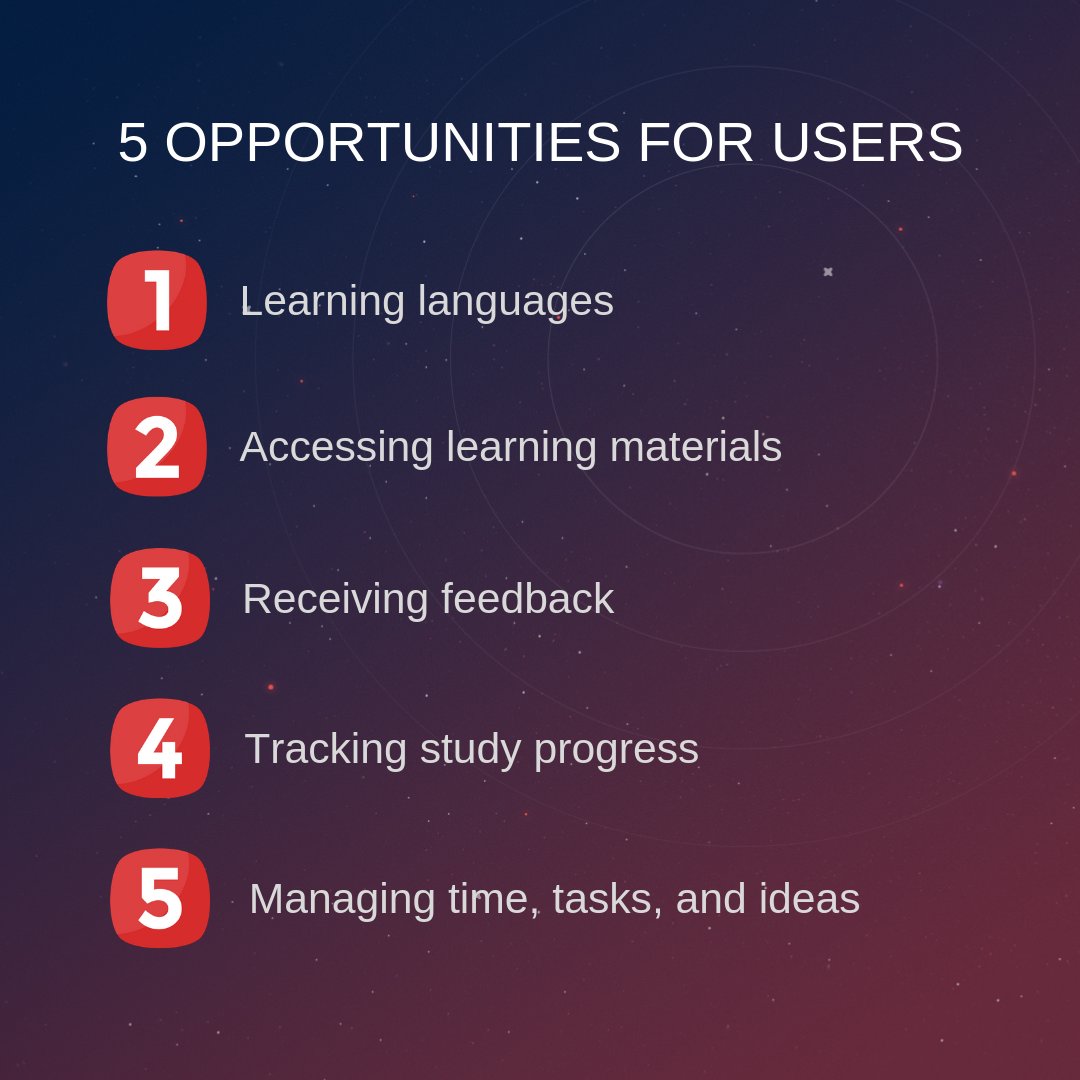 5 OPPORTUNITIES FOR USERS
1 Learning languages
2 Accessing learning materials
3 Receiving feedback
4 Tracking study progress
5 Managing time, tasks, and ideas